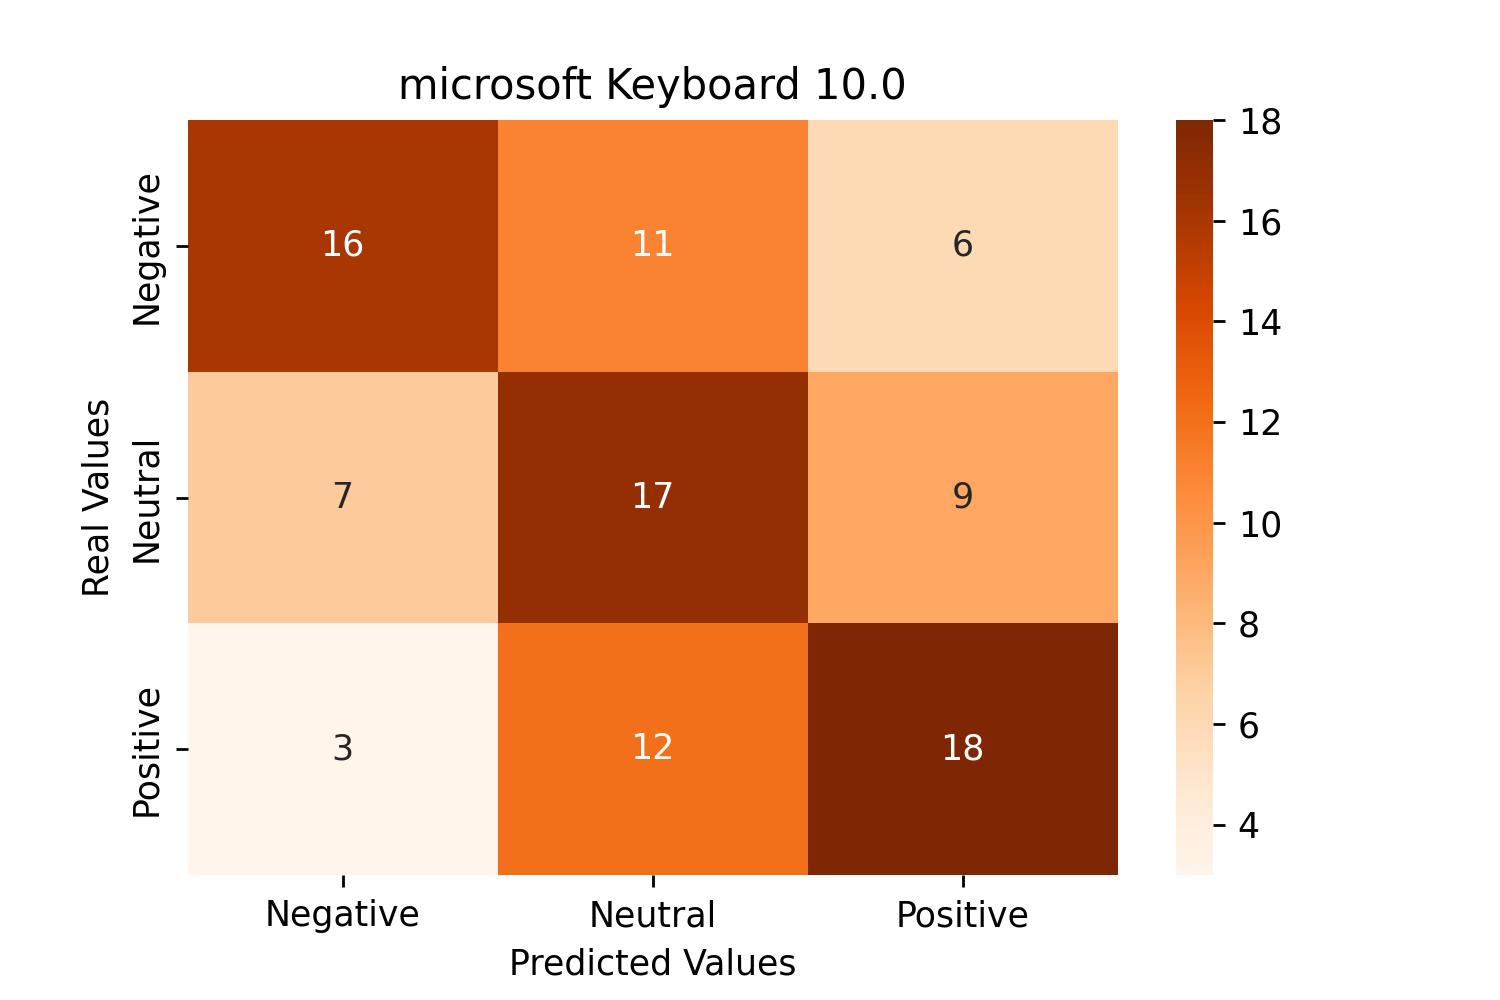 microsoft Keyboard 10.0
Real Values
Negative
16
11
6
Neutral
7
17
9
Positive
3
12
18
Negative
Neutral
Positive
Predicted Values
18
16
14
12
10
8
6
4